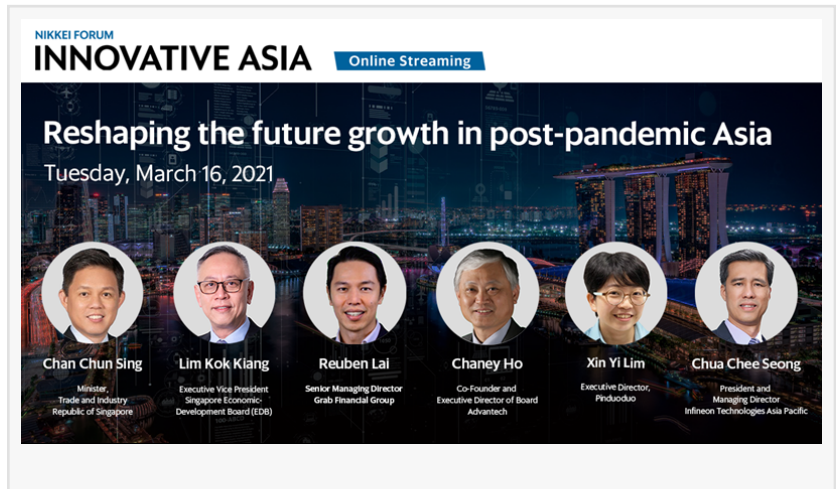 NIKKEI FORUM
INNOVATIVE ASIA
Online Streaming
Reshaping the future growth in post-pandemic Asia
Tuesday, March 16, 2021
Chan Chun Sing
Minister,
Trade and Industry
Republic of Singapore
Lim Kok Kiang
Executive Vice President
Singapore Economic-
Development Board (EDB)
Reuben Lai
Senior Managing Director
Grab Financial Group
Chaney Ho
Co-Founder and
Executive Director of Board
Advantech
Xin Yi Lim
Executive Director,
Pinduoduo
Chua Chee Seong
President and
Managing Director
Infineon Technologies Asia Pacific